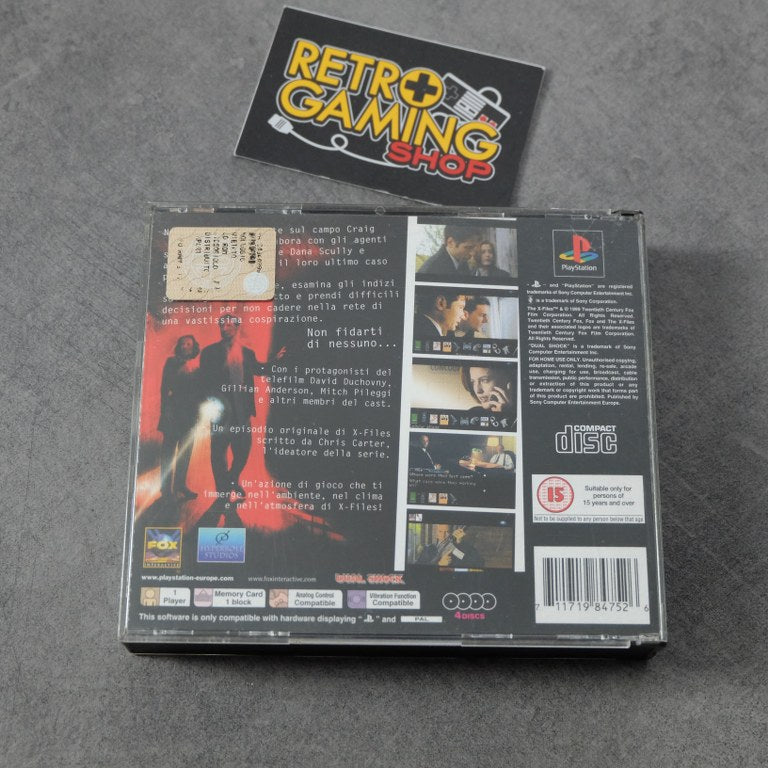 RETRO
GAMING
SHOP
N
e sul campo Craig
bora con gli agenti
s e Dana Scully e
il loro ultimo caso
p
, esamina gli indizi
s to e prendi difficili
decisioni per non cadere nella rete di
una vastissima cospirazione.
Non fidarti
di nessuno...
· Con i protagonisti del
telefilm David Duchovny,
Gillian Anderson, Mitch Pileggi
e altri membri del cast.
· Un episodio originale di X-Files
scritto da Chris Carter,
l'ideatore della serie.
· Un'azione di gioco che ti
immerge nell'ambiente, nel clima
e nell'atmosfera di X-Files!
FOX
INTERACTIVE
HYPERBOLE
STUDIOS
www.playstation-europe.com
www.foxinteractive.com
DUAL SHOCK
1
Player
Memory Card
1 block
Analog Control
Compatible
Vibration Function
Compatible
4 DISCS
This software is only compatible with hardware displaying " " and PAL
PlayStation
" " and "PlayStation" are registered
trademarks of Sony Computer Entertainment Inc.
is a trademark of Sony Corporation.
The X-Files™ & © 1999 Twentieth Century Fox
Film Corporation. All Rights Reserved.
Twentieth Century Fox, Fox and The X-Files
and their associated logos are trademarks of
Twentieth Century Fox Film Corporation.
All Rights Reserved.
"DUAL SHOCK" is a trademark of Sony
Computer Entertainment Inc.
FOR HOME USE ONLY. Unauthorised copying,
adaptation, rental, lending, re-sale, arcade
use, charging for use, broadcast, cable
transmission, public performance, distribution
or extraction of this product or any
trademark or copyright work that forms part
of this product are prohibited. Published by
Sony Computer Entertainment Europe.
COMPACT
disc
15
Suitable only for
persons of
15 years and over
Not to be supplied to any person below that age
7 11719 84752 6